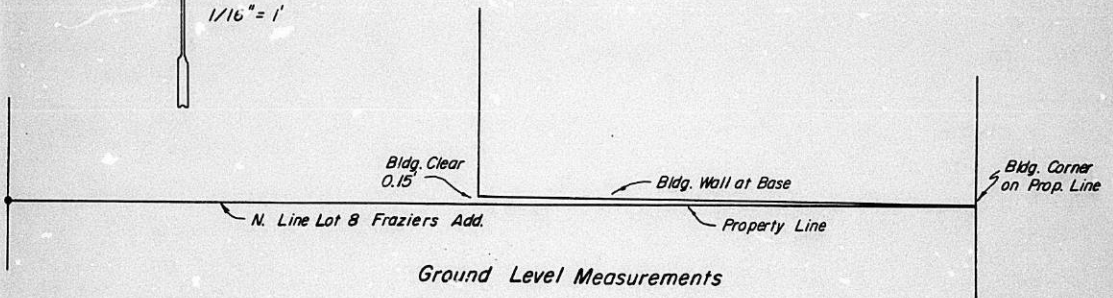 1/16" = 1'
Bldg. Clear
0.15'
Bldg. Wall at Base
Bldg. Corner
on Prop. Line
N. Line Lot 8 Fraziers Add.
Property Line
Ground Level Measurements